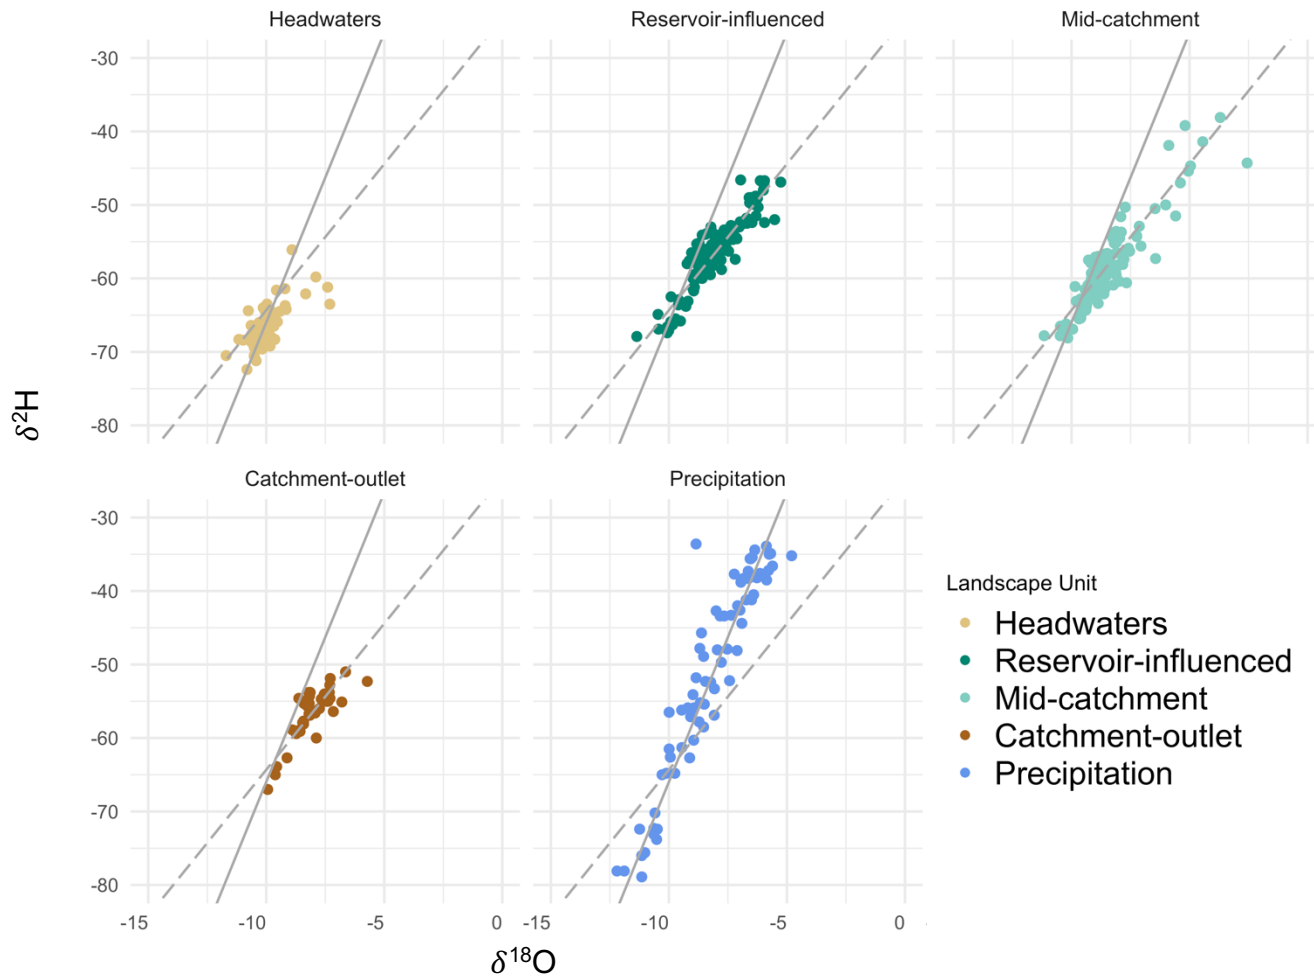 Headwaters
Reservoir-influenced
Mid-catchment
-30
-40
-50
-60
-70
-80
δ²H
Catchment-outlet
Precipitation
-30
-40
-50
-60
-70
-80
-15
-10
-5
0
-15
-10
-5
0
δ¹⁸O
Landscape Unit
Headwaters
Reservoir-influenced
Mid-catchment
Catchment-outlet
Precipitation